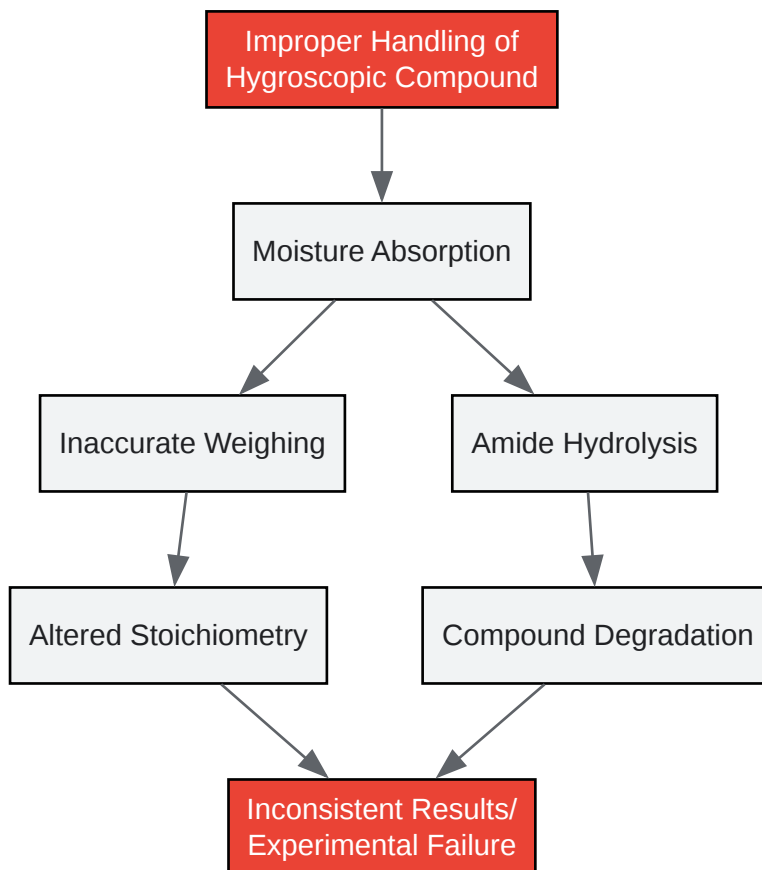 Improper Handling of
Hygroscopic Compound
Moisture Absorption
Inaccurate Weighing
Amide Hydrolysis
Altered Stoichiometry
Compound Degradation
Inconsistent Results/
Experimental Failure